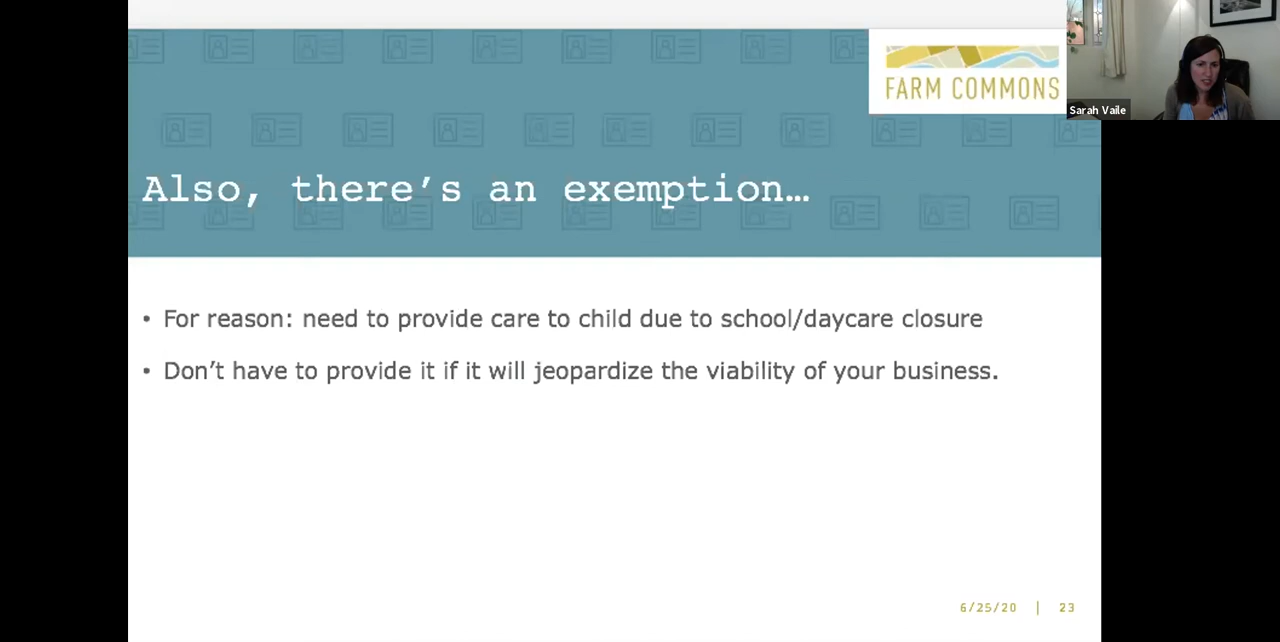 FARM COMMONS
Sarah Vaile
Also, there’s an exemption…
• For reason: need to provide care to child due to school/daycare closure
• Don’t have to provide it if it will jeopardize the viability of your business.
6/25/20 | 23